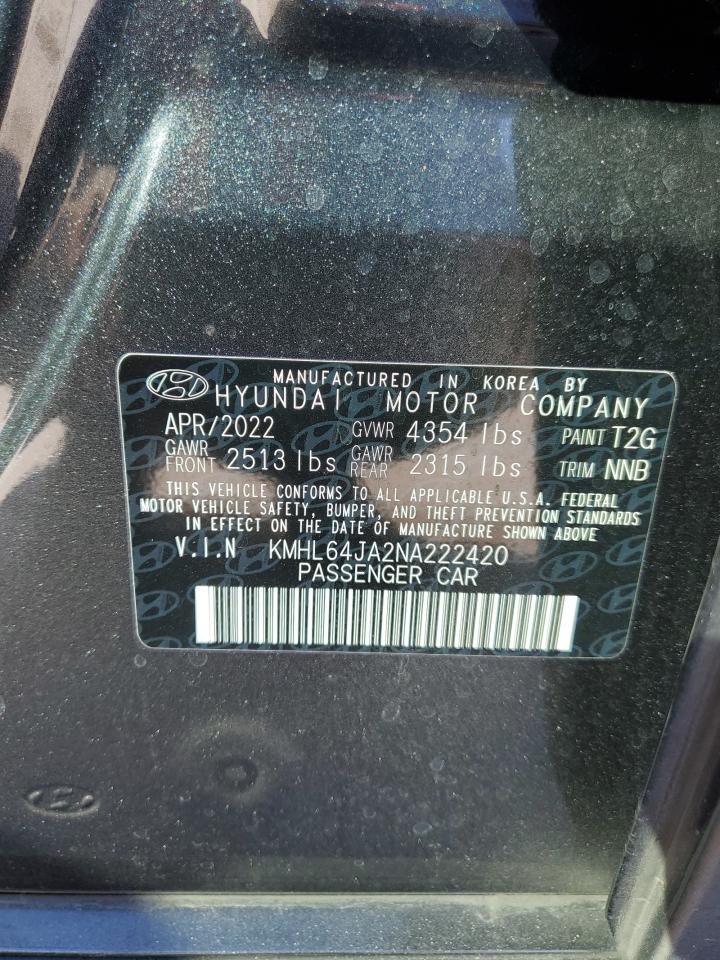 MANUFACTURED IN KOREA BY
HYUNDAI MOTOR COMPANY
APR/2022 GVWR 4354 lbs PAINT T2G
GAWR FRONT 2513 lbs GAWR REAR 2315 lbs TRIM NNB
THIS VEHICLE CONFORMS TO ALL APPLICABLE U.S.A. FEDERAL
MOTOR VEHICLE SAFETY, BUMPER, AND THEFT PREVENTION STANDARDS
IN EFFECT ON THE DATE OF MANUFACTURE SHOWN ABOVE
V.I.N KMHL64JA2NA222420
PASSENGER CAR